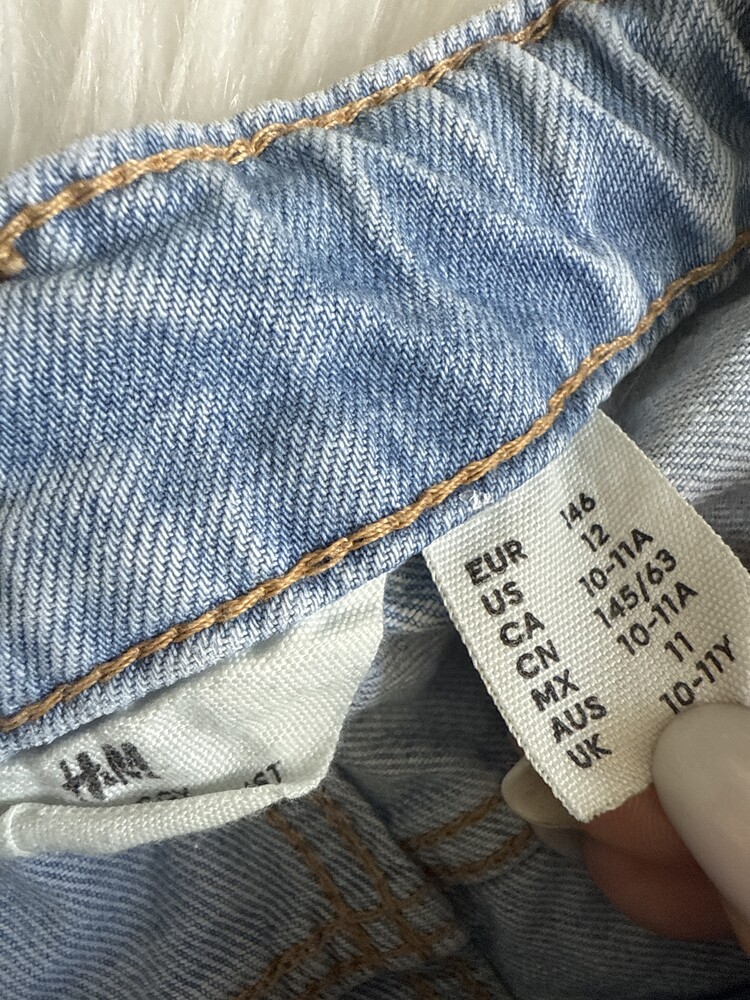 EUR 146
US 12
CA 10-11A
CN 145/63
MX 10-11A
AUS 11
UK 10-11Y
H&M